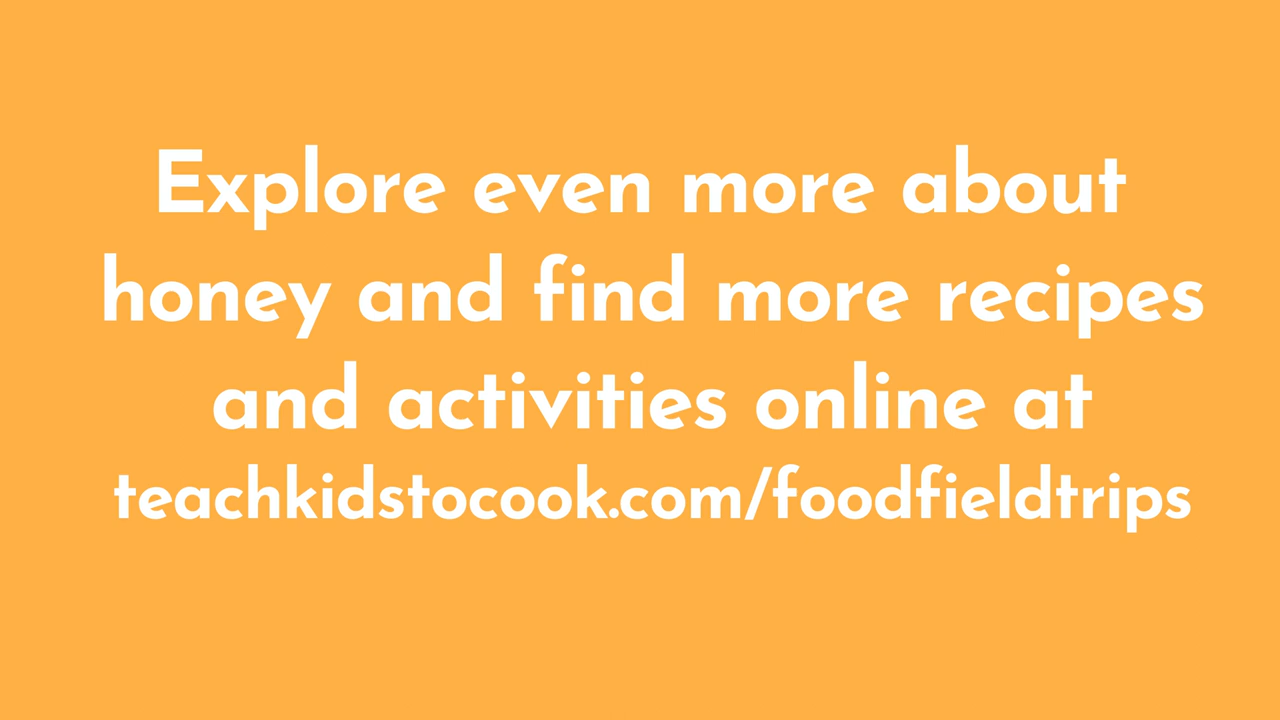 Explore even more about
honey and find more recipes
and activities online at
teachkidstocook.com/foodfieldtrips